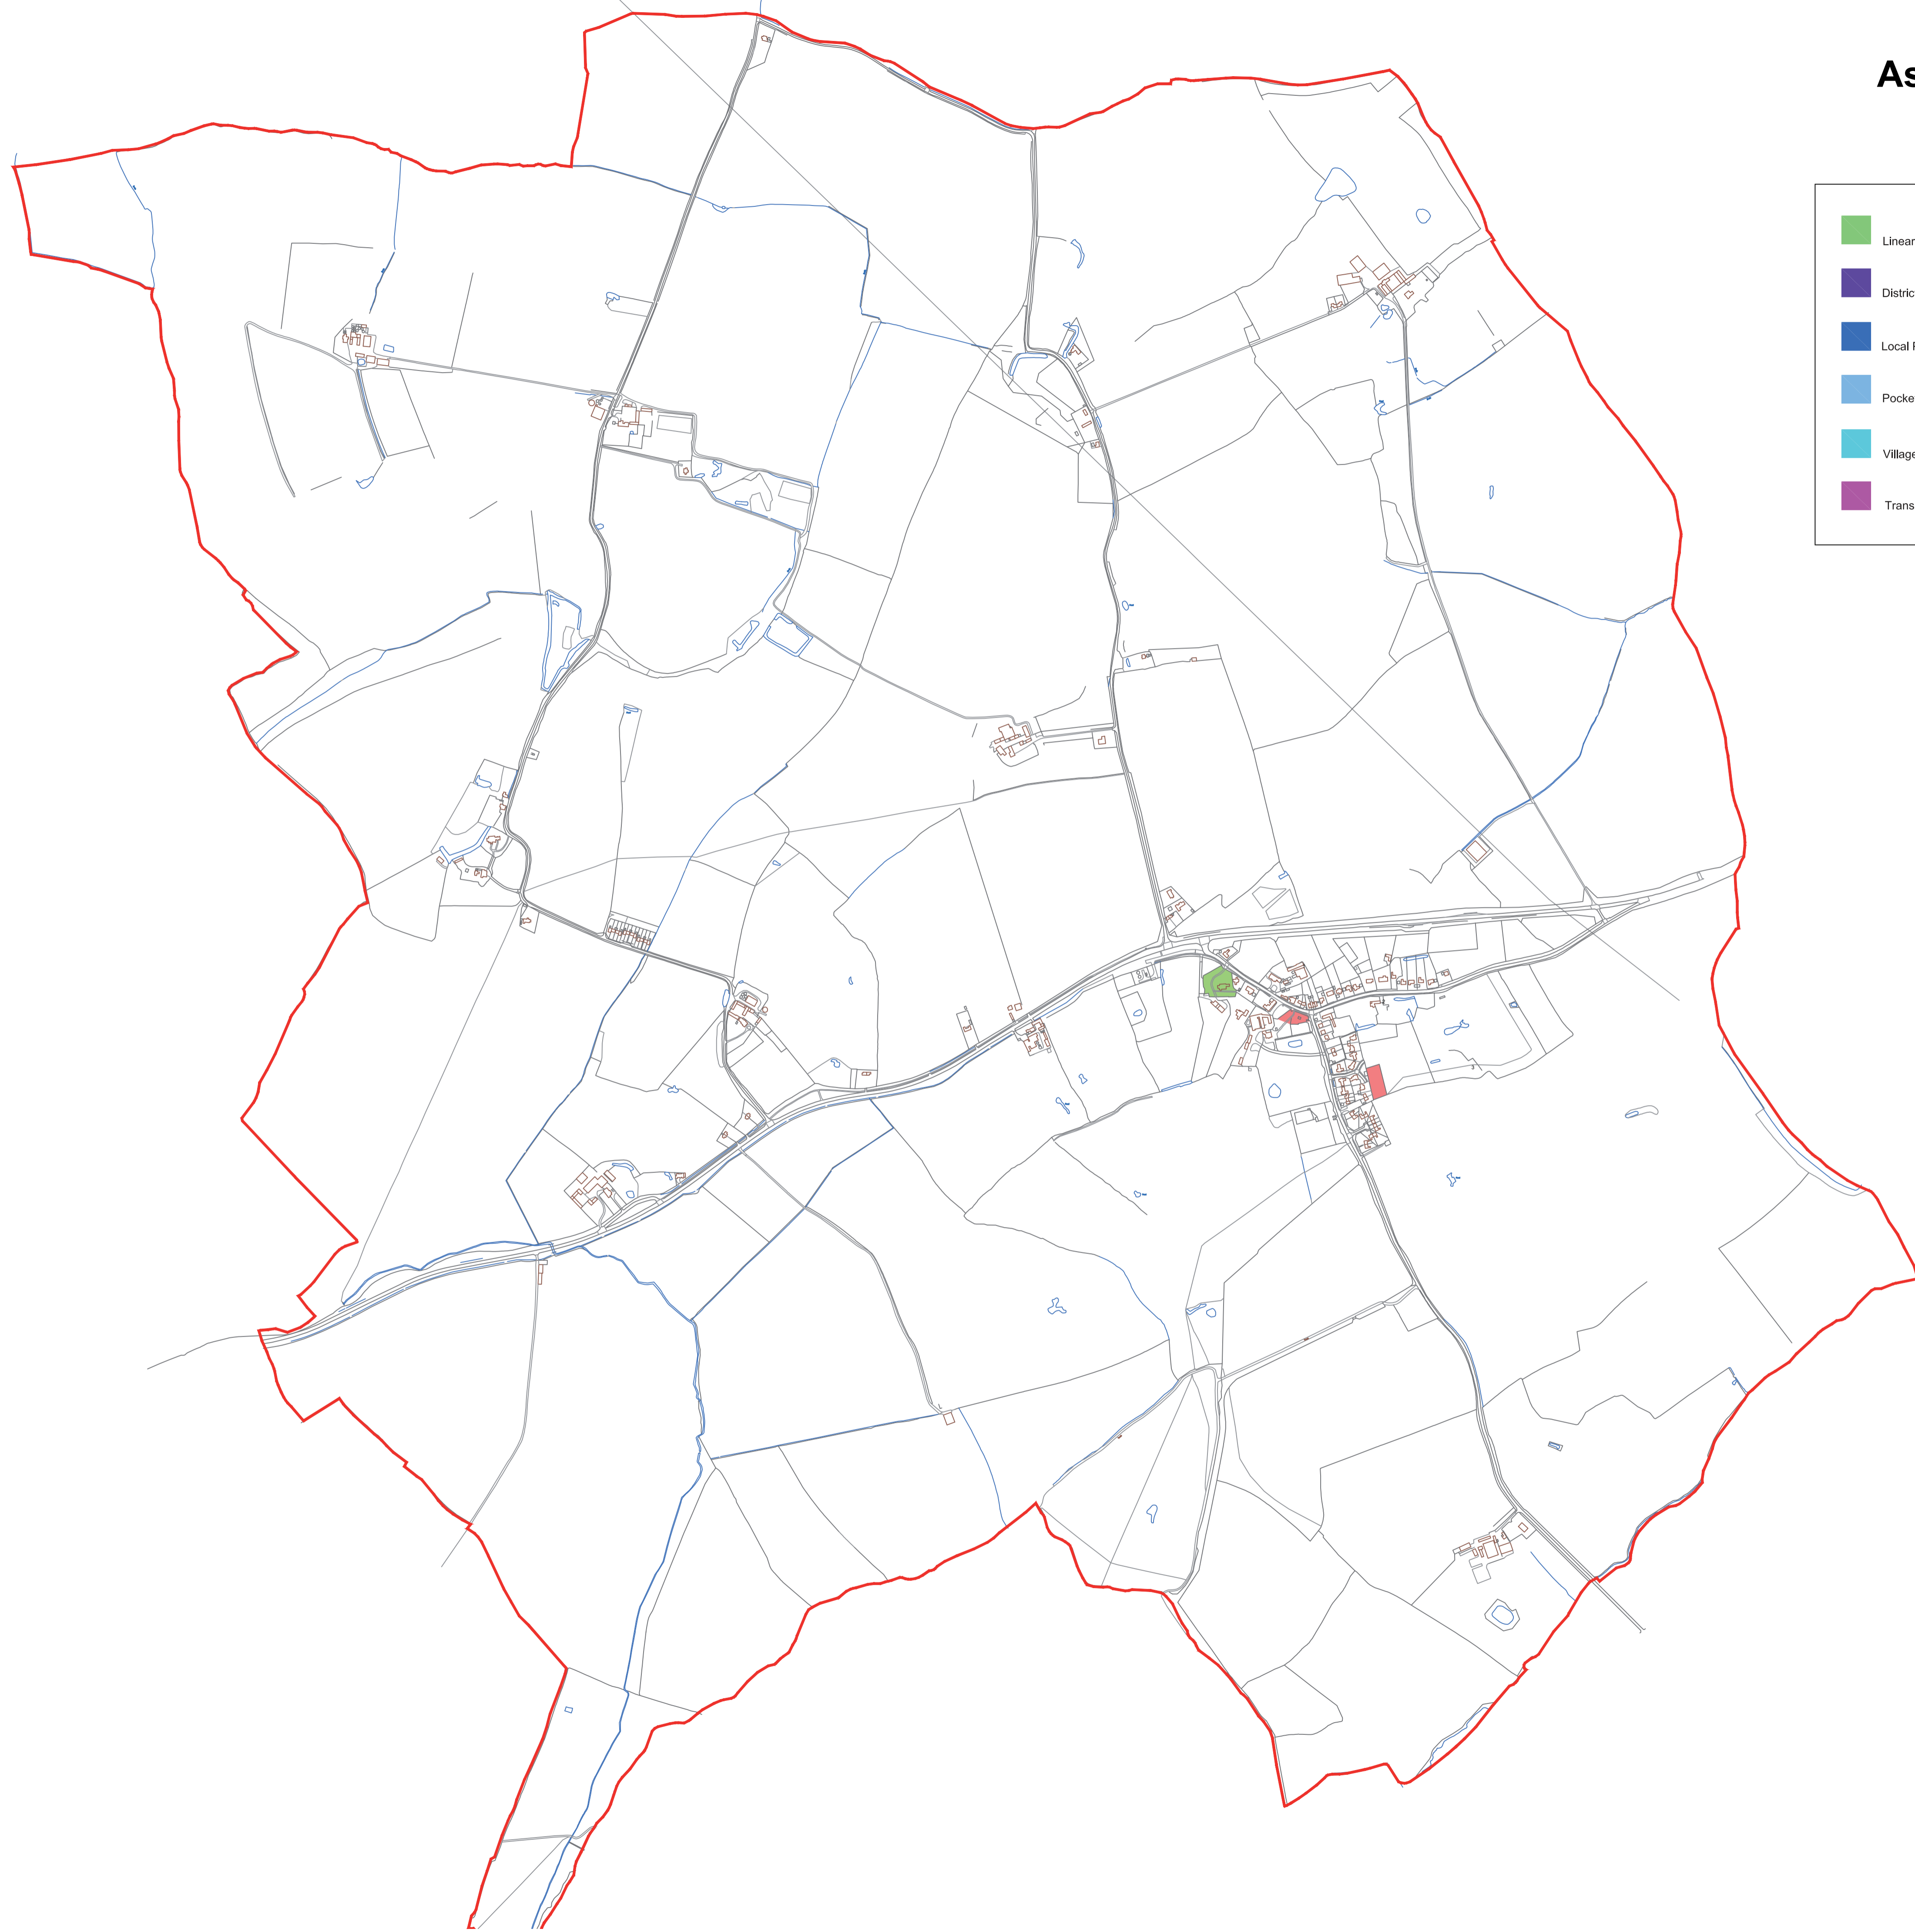 As
Linear
Distric
Local P
Pocke
Village
Trans